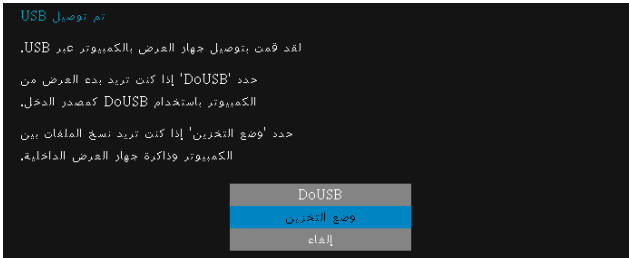 تم توصيل USB
لقد قمت بتوصيل جهاز العرض بالكمبيوتر عبر USB.
حدد 'DoUSB' إذا كنت تريد بدء العرض من
الكمبيوتر باستخدام DoUSB كمصدر الدخل.
حدد 'وضع التخزين' إذا كنت تريد نسخ الملفات بين
الكمبيوتر وذاكرة جهاز العرض الداخلية.
DoUSB
وضع التخزين
إلغاء